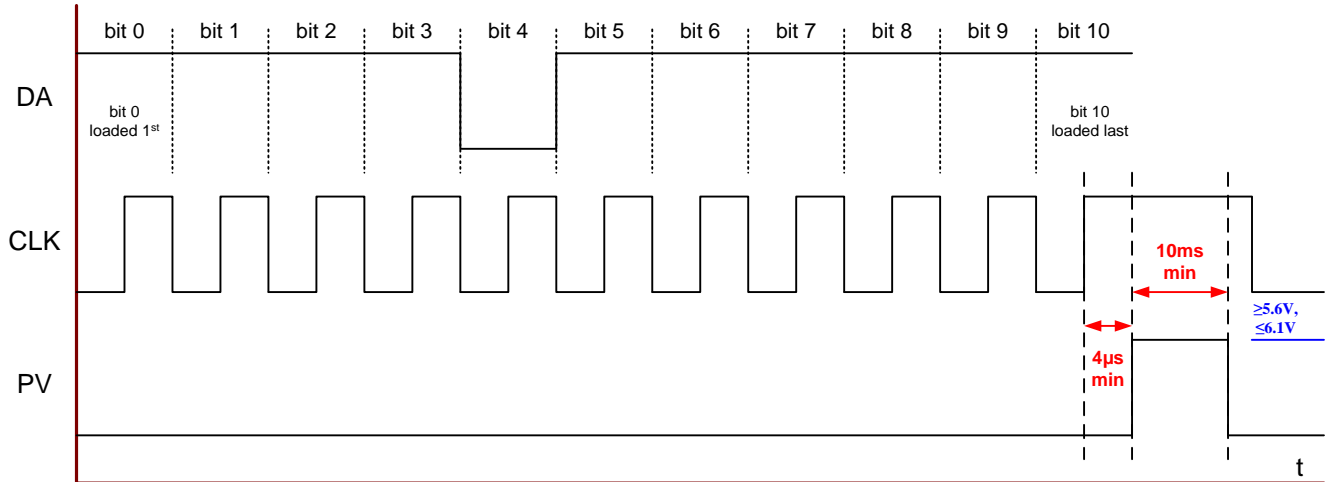 bit 0 bit 1 bit 2 bit 3 bit 4 bit 5 bit 6 bit 7 bit 8 bit 9 bit 10
DA
bit 0
loaded 1st
bit 10
loaded last
CLK
10ms
min
≥5.6V,
≤6.1V
4µs
min
PV
t